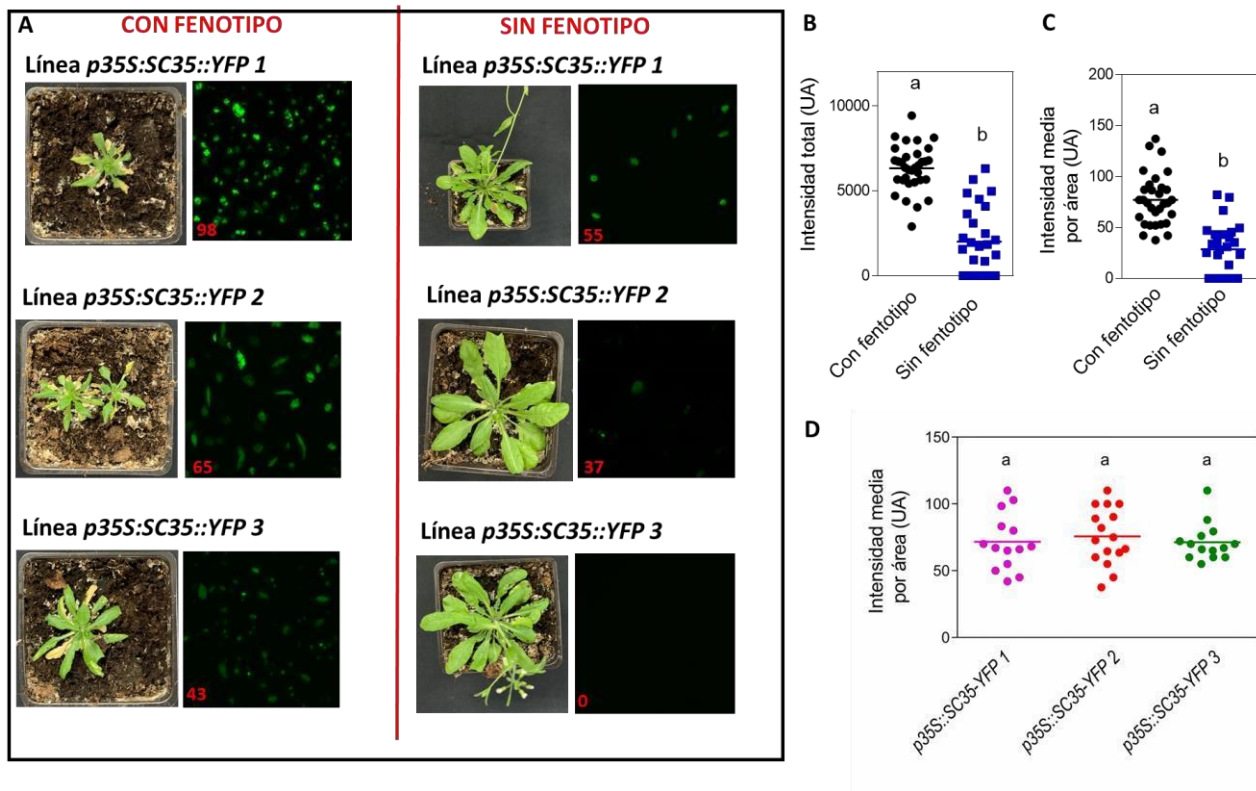 A
CON FENOTIPO
SIN FENOTIPO
Línea p35S:SC35::YFP 1
98
Línea p35S:SC35::YFP 1
55
Línea p35S:SC35::YFP 2
65
Línea p35S:SC35::YFP 2
37
Línea p35S:SC35::YFP 3
43
Línea p35S:SC35::YFP 3
0
B
Intensidad total (UA)
10000
5000
0
a
b
Con fentotipo
Sin fentotipo
C
Intensidad media
por área (UA)
200
150
100
50
0
a
b
Con fentotipo
Sin fentotipo
D
Intensidad media
por área (UA)
150
100
50
0
a
a
a
p35S::SC35-YFP 1
p35S::SC35-YFP 2
p35S::SC35-YFP 3